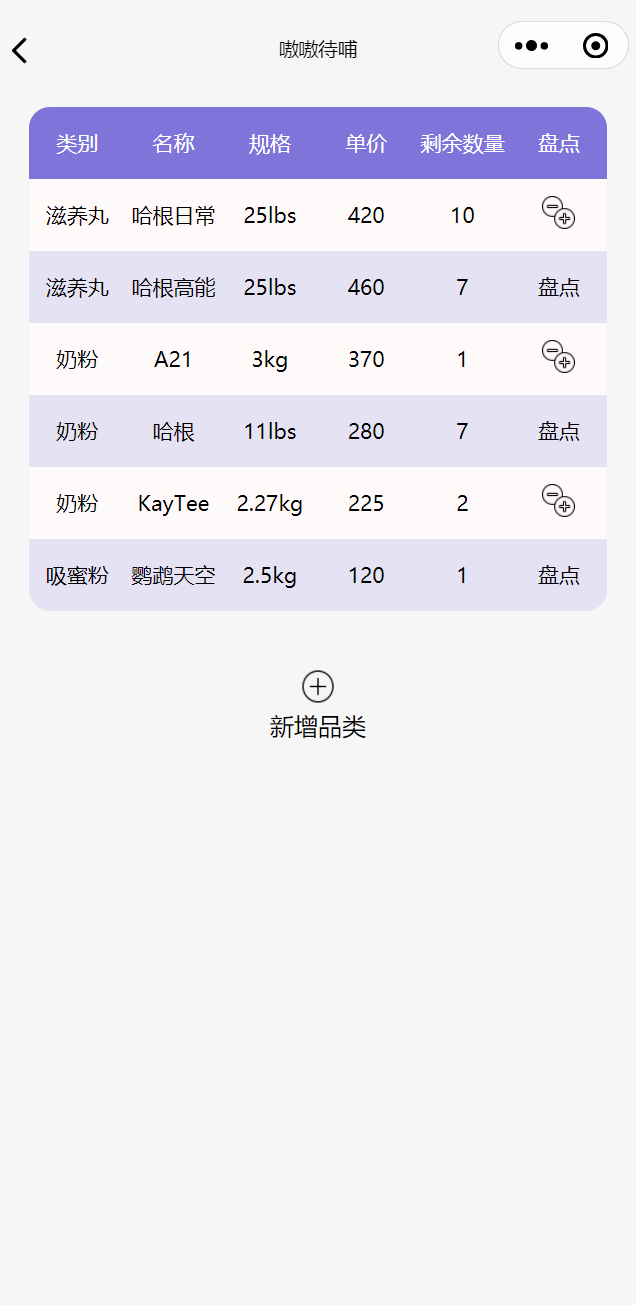 嗷嗷待哺
类别 名称 规格 单价 剩余数量 盘点
滋养丸 哈根日常 25lbs 420 10
滋养丸 哈根高能 25lbs 460 7 盘点
奶粉 A21 3kg 370 1
奶粉 哈根 11lbs 280 7 盘点
奶粉 KayTee 2.27kg 225 2
吸蜜粉 鹦鹉天空 2.5kg 120 1 盘点
新增品类